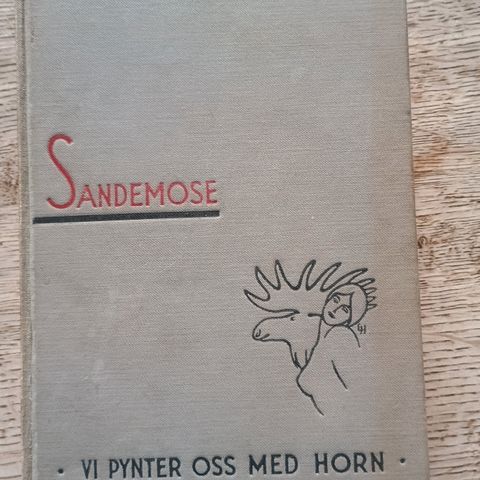 SANDEMOSE
· VI PYNTER OSS MED HORN ·